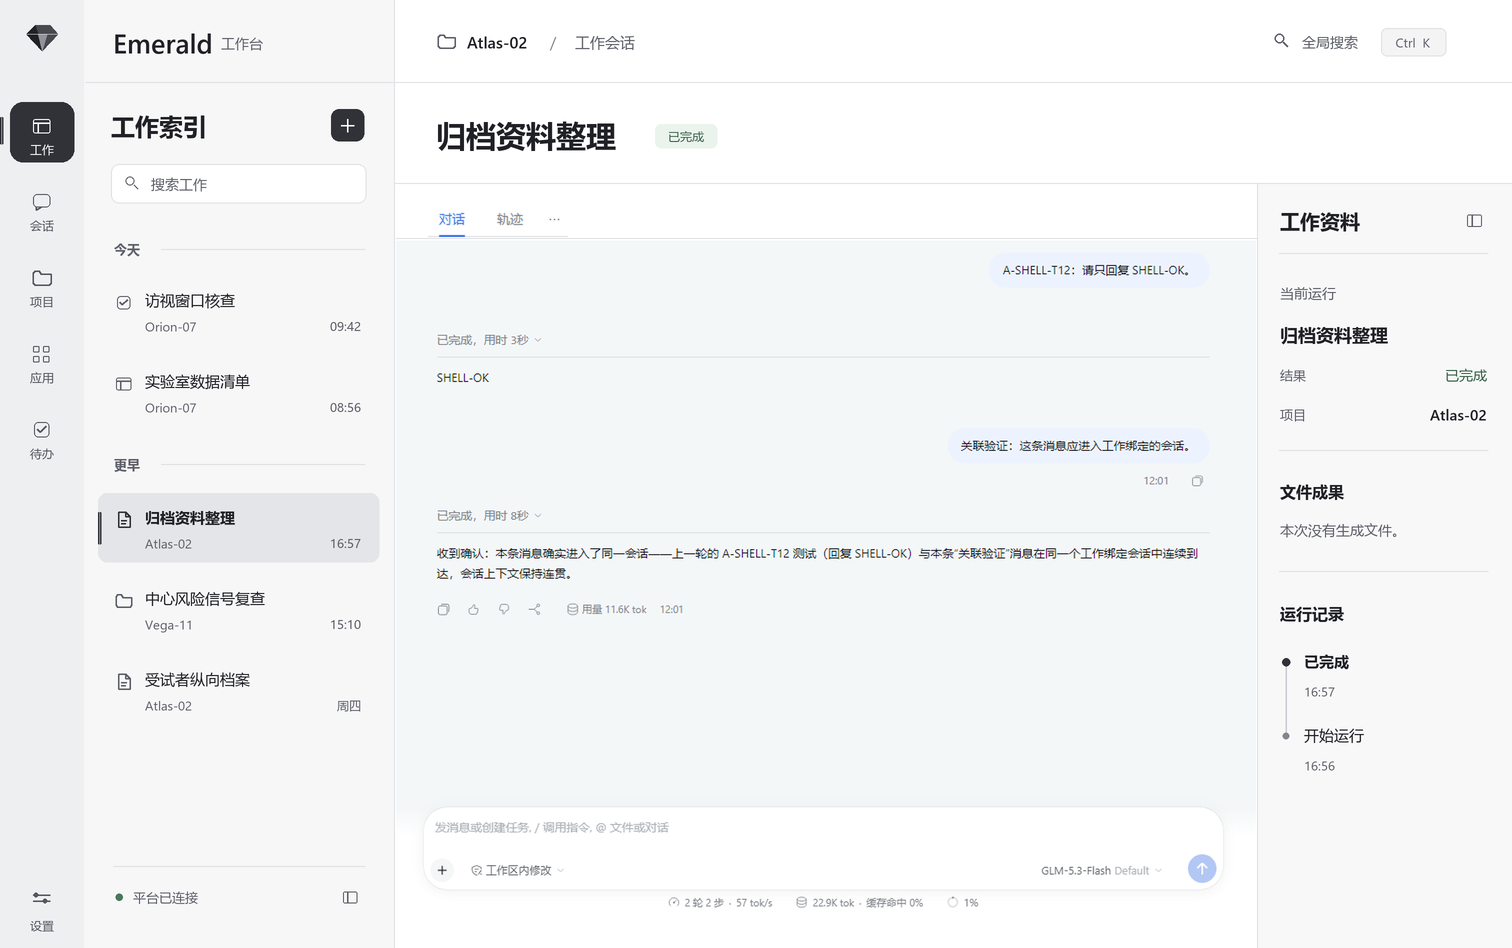 工作
会话
项目
应用
待办
设置
Emerald 工作台
工作索引
搜索工作
今天
访视窗口核查
Orion-07 09:42
实验室数据清单
Orion-07 08:56
更早
归档资料整理
Atlas-02 16:57
中心风险信号复查
Vega-11 15:10
受试者纵向档案
Atlas-02 周四
平台已连接
Atlas-02 / 工作会话
全局搜索 Ctrl K
归档资料整理 已完成
对话 轨迹 ···
A-SHELL-T12：请只回复 SHELL-OK。
已完成，用时 3秒
SHELL-OK
关联验证：这条消息应进入工作绑定的会话。
12:01
已完成，用时 8秒
收到确认：本条消息确实进入了同一会话——上一轮的 A-SHELL-T12 测试（回复 SHELL-OK）与本条“关联验证”消息在同一个工作绑定会话中连续到
达，会话上下文保持连贯。
用量 11.6K tok 12:01
发消息或创建任务, / 调用指令, @ 文件或对话
工作区内修改 GLM-5.3-Flash Default
2 轮 2 步 · 57 tok/s 22.9K tok · 缓存命中 0% 1%
工作资料
当前运行
归档资料整理
结果 已完成
项目 Atlas-02
文件成果
本次没有生成文件。
运行记录
已完成
16:57
开始运行
16:56